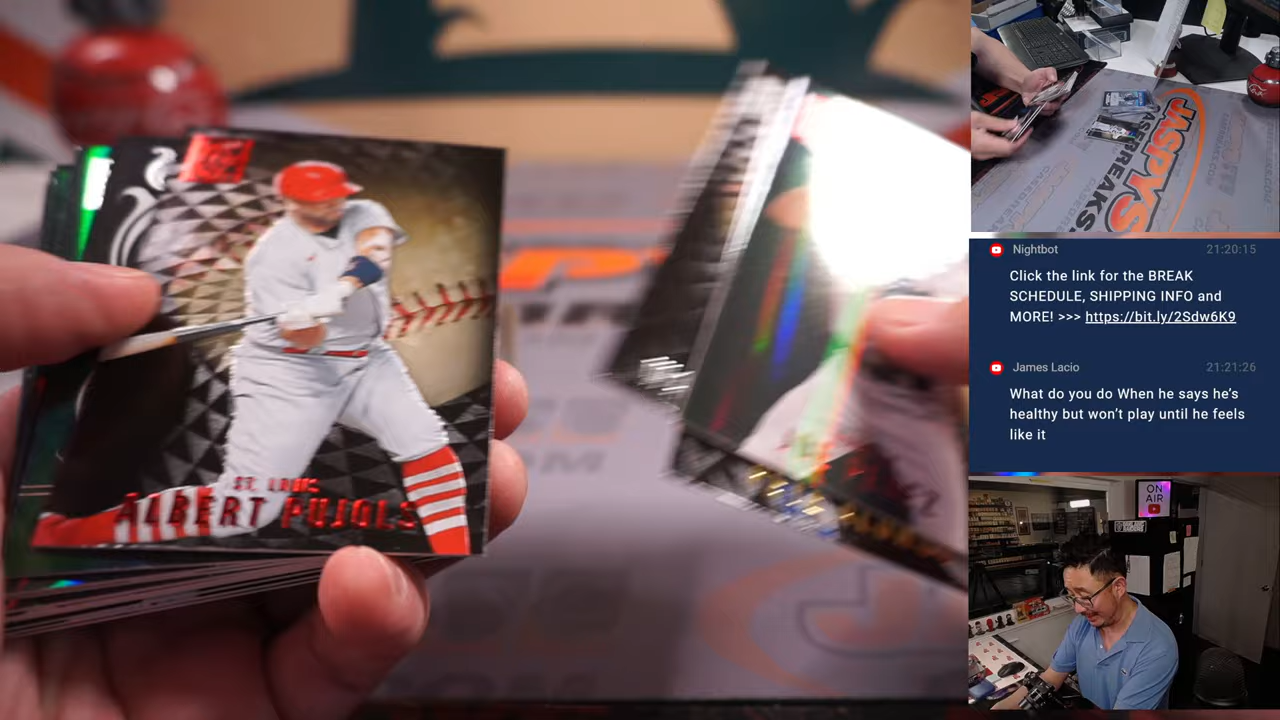 ST. LOUIS
ALBERT PUJOLS
JASPYS
CASEBREAKS
Nightbot 21:20:15
Click the link for the BREAK
SCHEDULE, SHIPPING INFO and
MORE! >>> https://bit.ly/2Sdw6K9
James Lacio 21:21:26
What do you do When he says he's
healthy but won't play until he feels
like it
ON
AIR